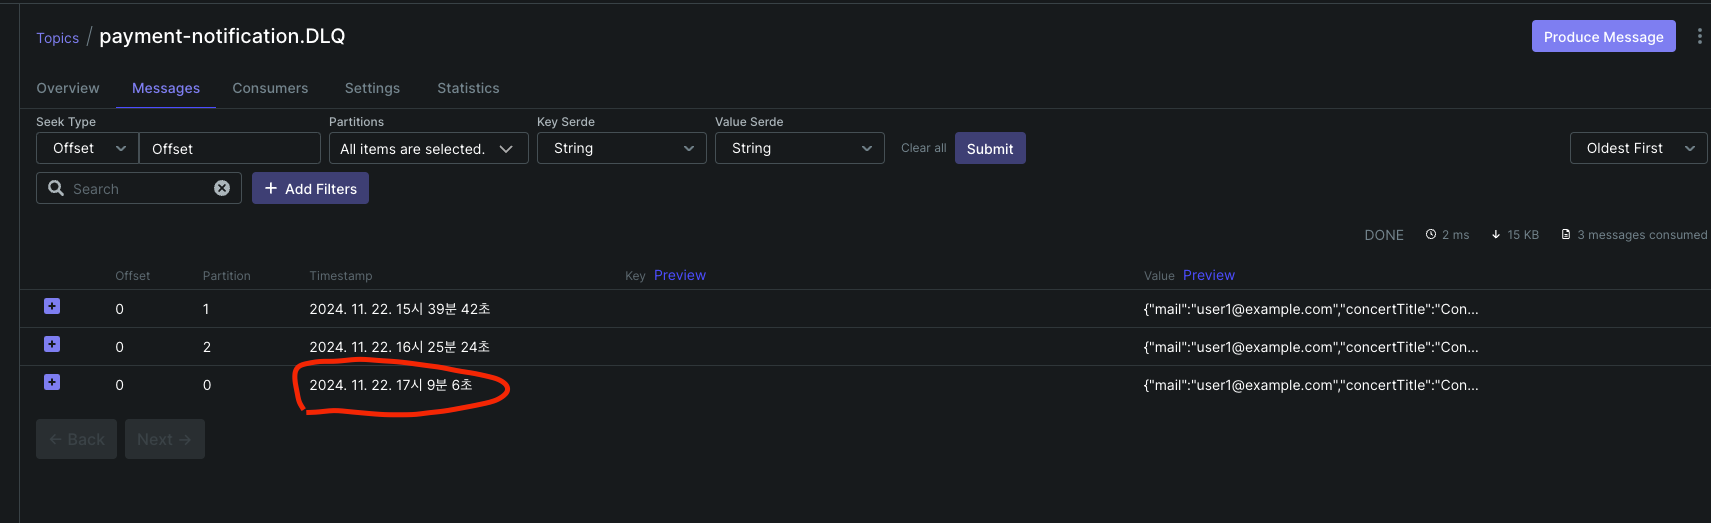 Topics / payment-notification.DLQ
Produce Message
Overview Messages Consumers Settings Statistics
Seek Type Partitions Key Serde Value Serde
Offset Offset All items are selected. String String Clear all Submit Oldest First
Search + Add Filters
DONE 2 ms 15 KB 3 messages consumed
Offset Partition Timestamp Key Preview Value Preview
0 1 2024. 11. 22. 15시 39분 42초 {"mail":"user1@example.com","concertTitle":"Con...
0 2 2024. 11. 22. 16시 25분 24초 {"mail":"user1@example.com","concertTitle":"Con...
0 0 2024. 11. 22. 17시 9분 6초 {"mail":"user1@example.com","concertTitle":"Con...
← Back Next →